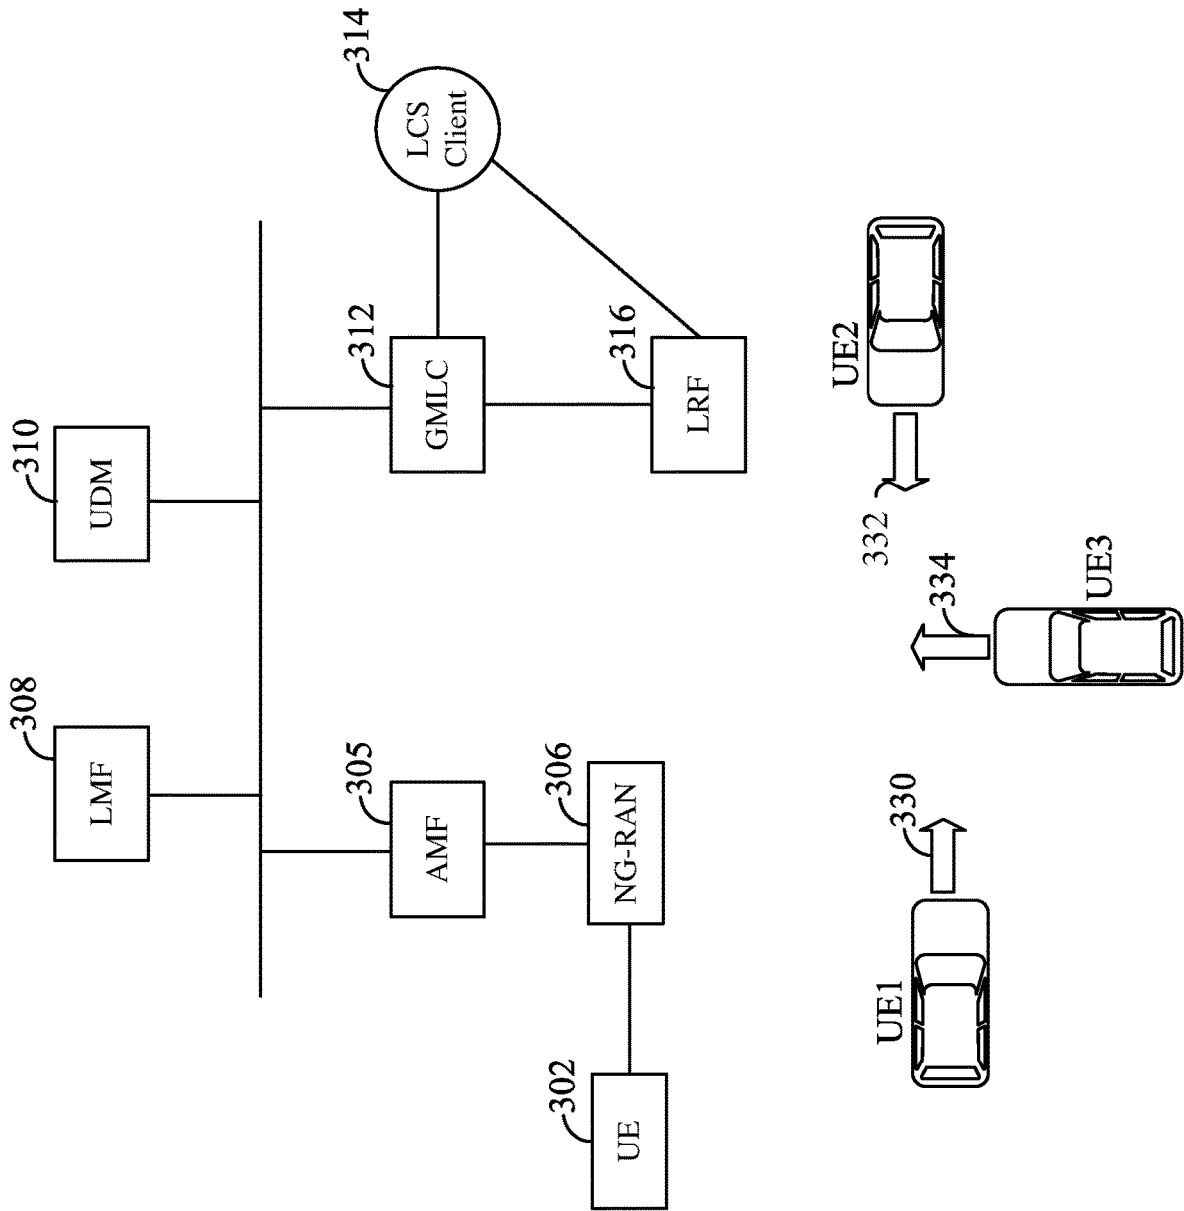 308
310
LMF
UDM
305
312
314
AMF
GMLC
LCS
Client
302
306
316
UE
NG-RAN
LRF
UE1
330
332
UE2
334
UE3